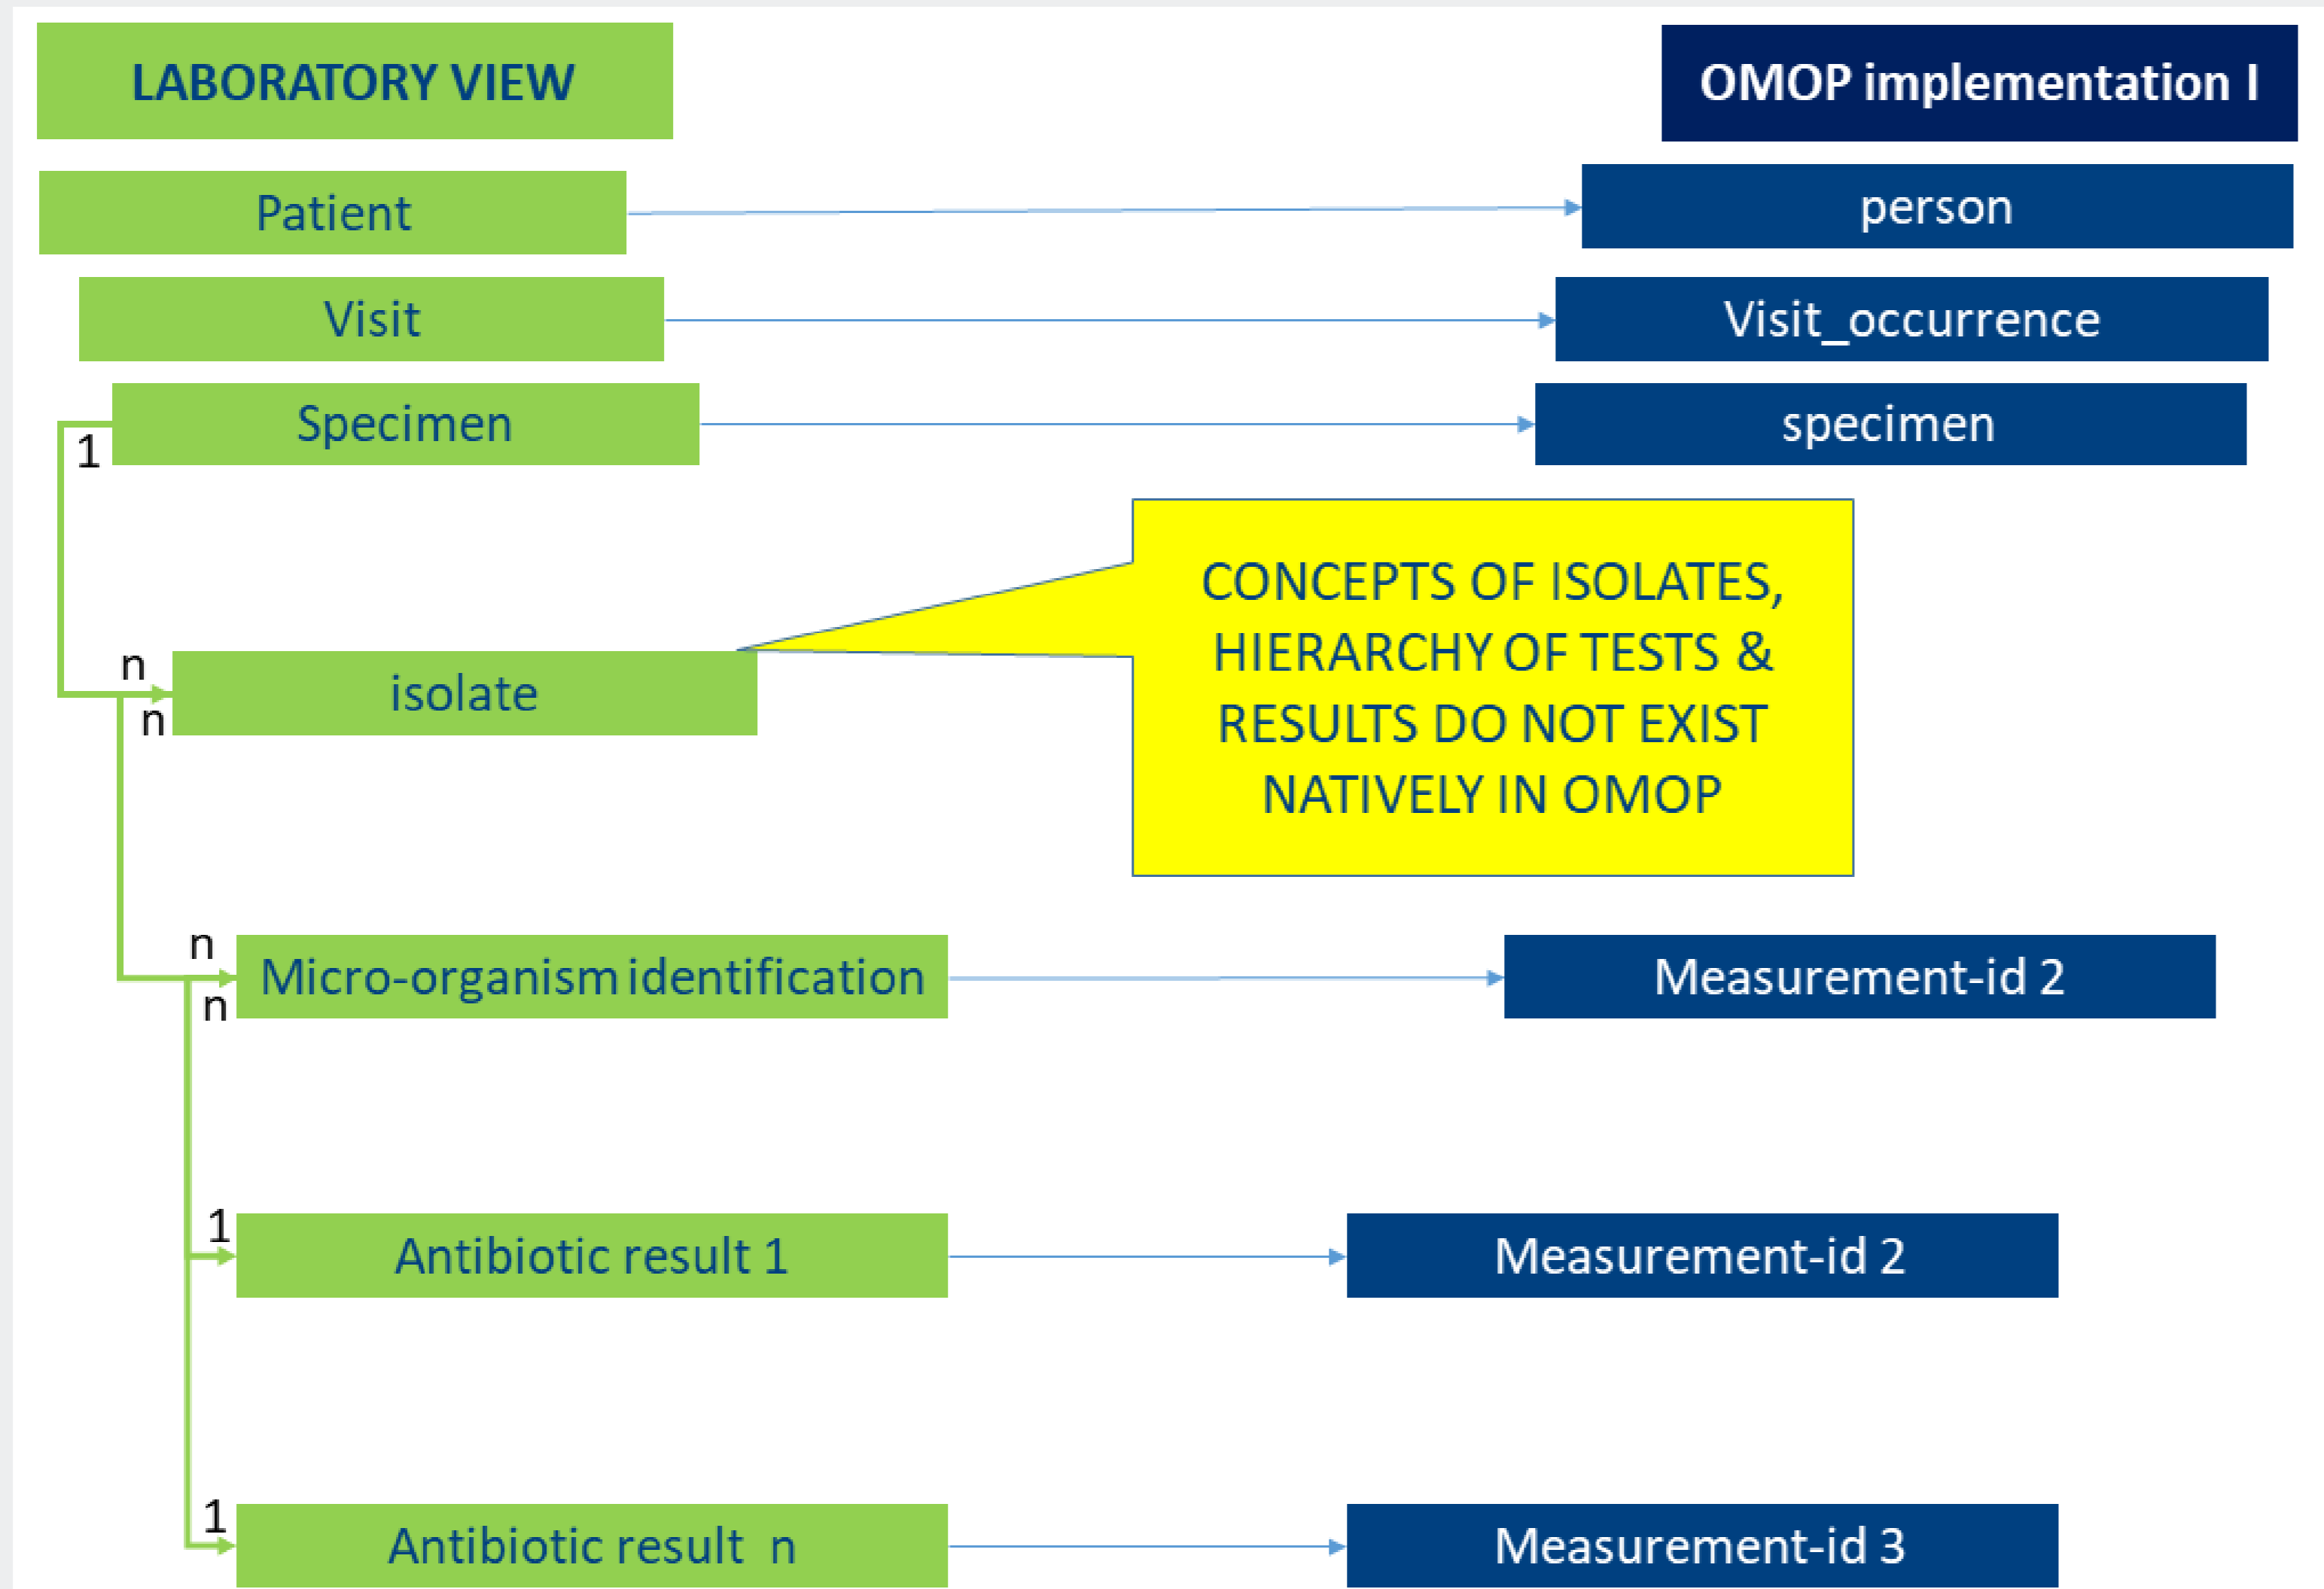 LABORATORY VIEW
OMOP implementation I
Patient
person
Visit
Visit_occurrence
Specimen
specimen
1
CONCEPTS OF ISOLATES,
HIERARCHY OF TESTS &
RESULTS DO NOT EXIST
NATIVELY IN OMOP
n
isolate
n
n
Micro-organism identification
Measurement-id 2
n
1
Antibiotic result 1
Measurement-id 2
1
Antibiotic result n
Measurement-id 3